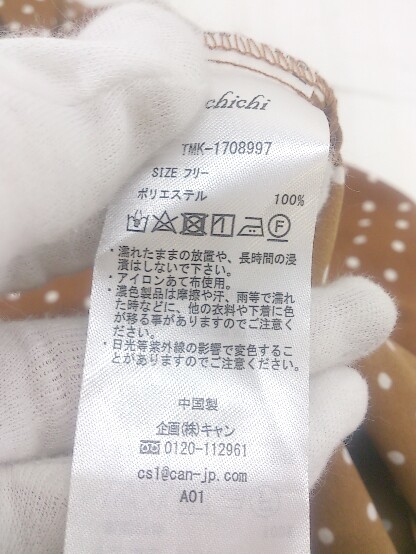 chichi
TMK-1708997
SIZE フリー
ポリエステル 100%
・濡れたままの放置や、長時間の浸
漬はしないで下さい。
・アイロンあて布使用。
・濃色製品は摩擦や汗、雨等で濡れ
た時などに、他の衣料や下着に色
が移る事がありますのでご注意く
ださい。
・日光等紫外線の影響で変色するこ
とがありますのでご注意ください。
中国製
企画(株)キャン
0120-112961
cs1@can-jp.com
A01